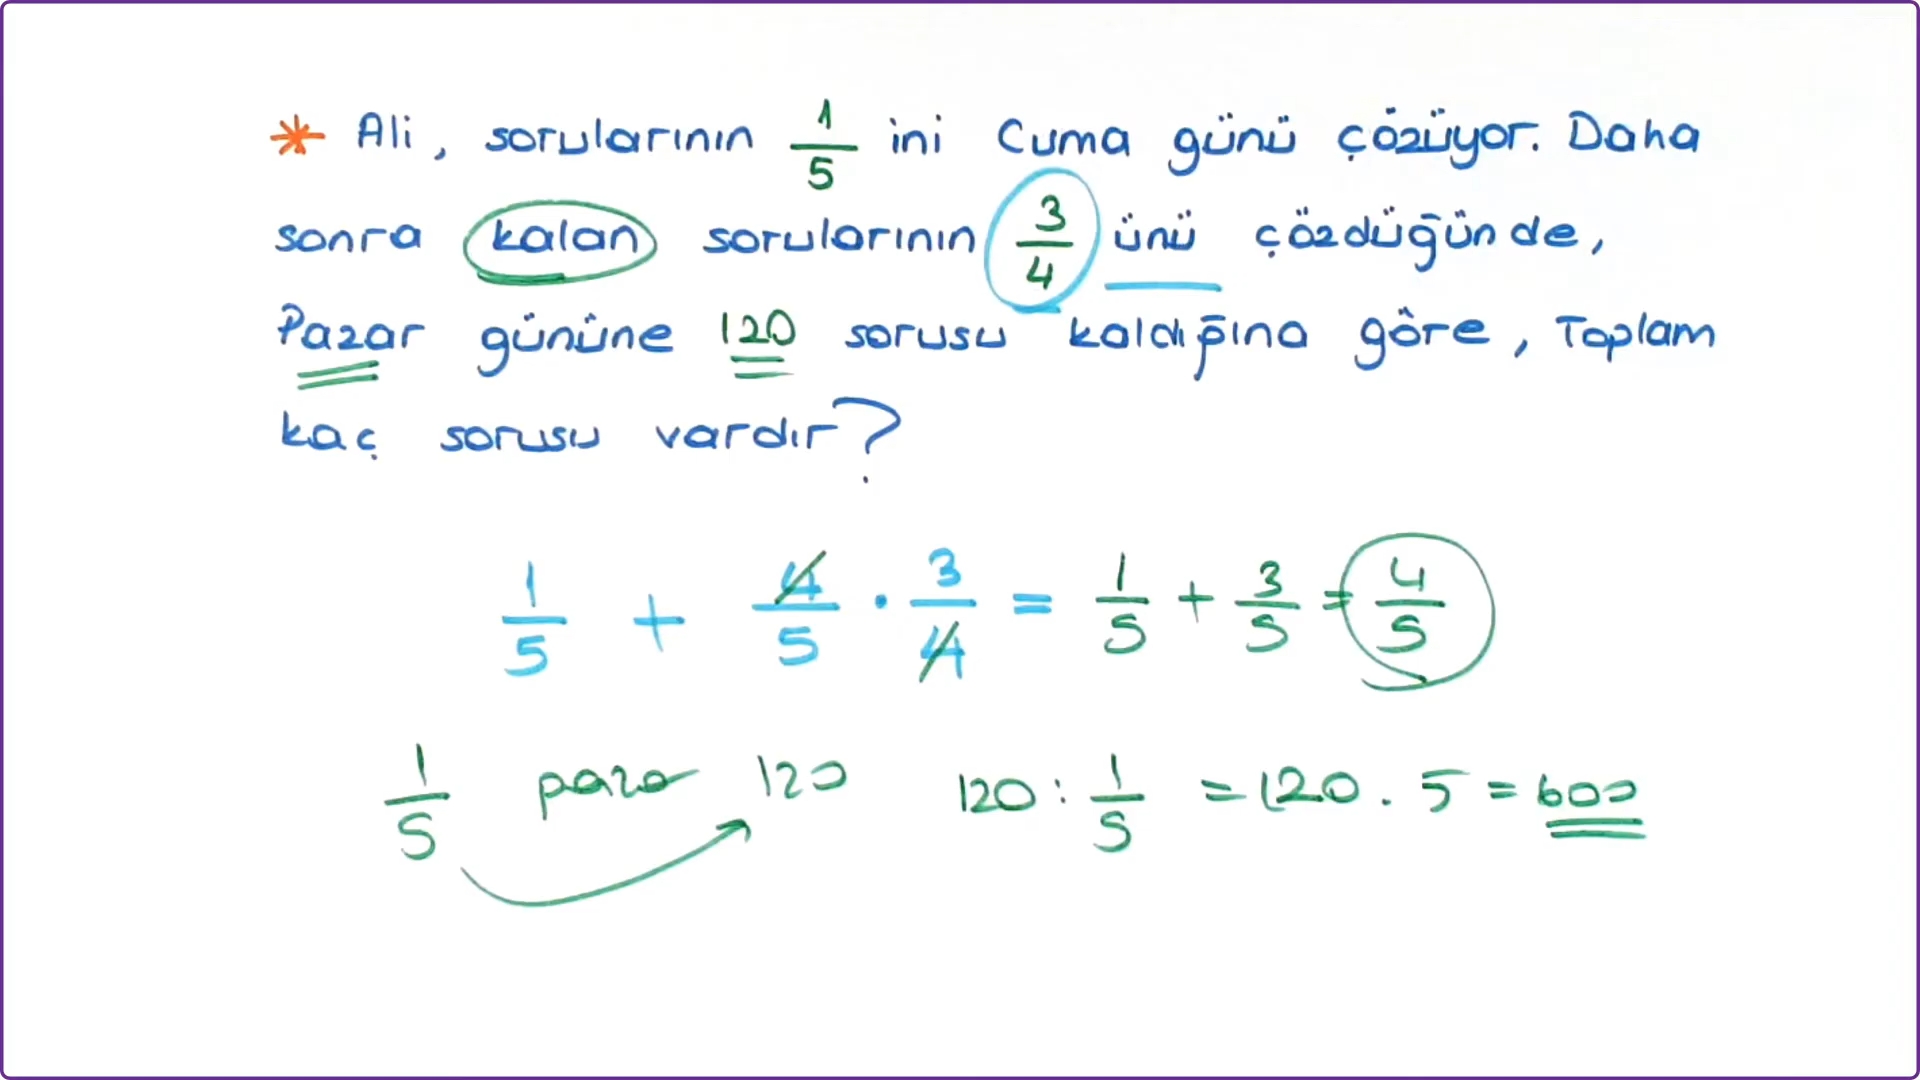 * Ali, sorularının 1/5 ini Cuma günü çözüyor. Daha
sonra kalan sorularının 3/4 ünü çözdüğünde,
Pazar gününe 120 sorusu kaldığına göre, Toplam
kaç sorusu vardır?
1/5 + 4/5 · 3/4 = 1/5 + 3/5 = 4/5
1/5 pazar 120 120 : 1/5 = 120 . 5 = 600